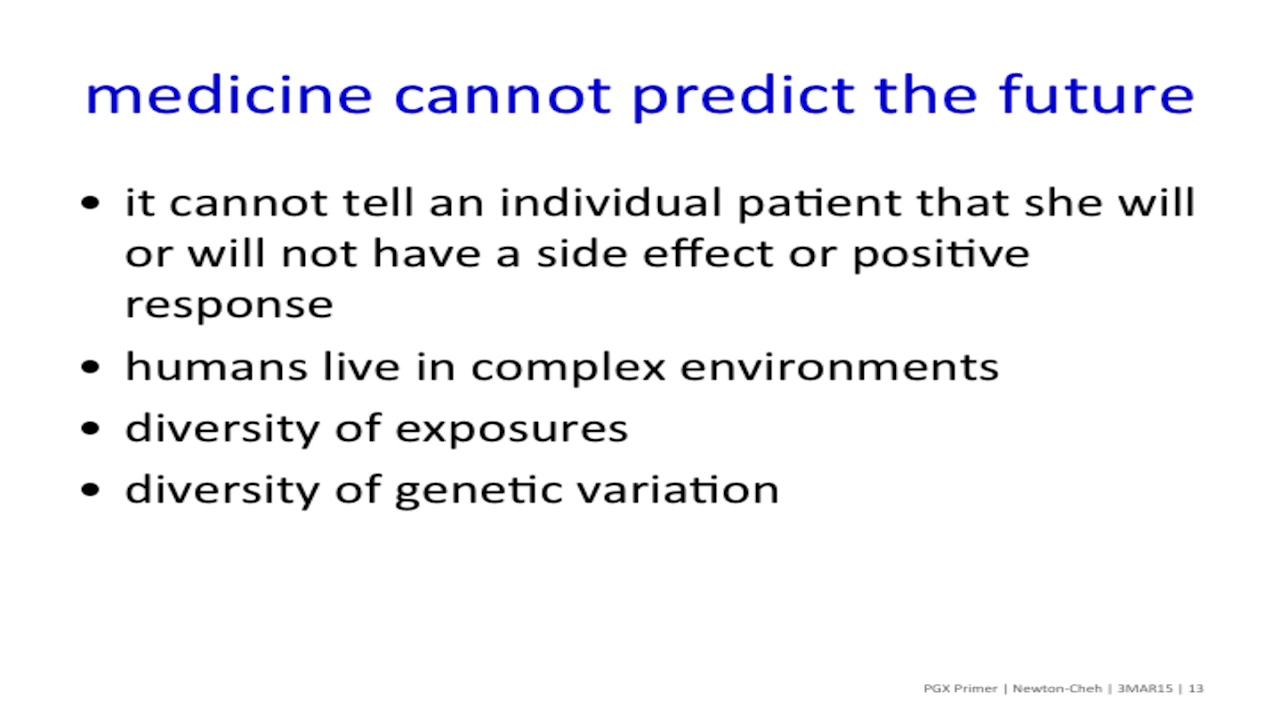 medicine cannot predict the future
• it cannot tell an individual patient that she will
or will not have a side effect or positive
response
• humans live in complex environments
• diversity of exposures
• diversity of genetic variation
PGX Primer | Newton-Cheh | 3MAR15 | 13